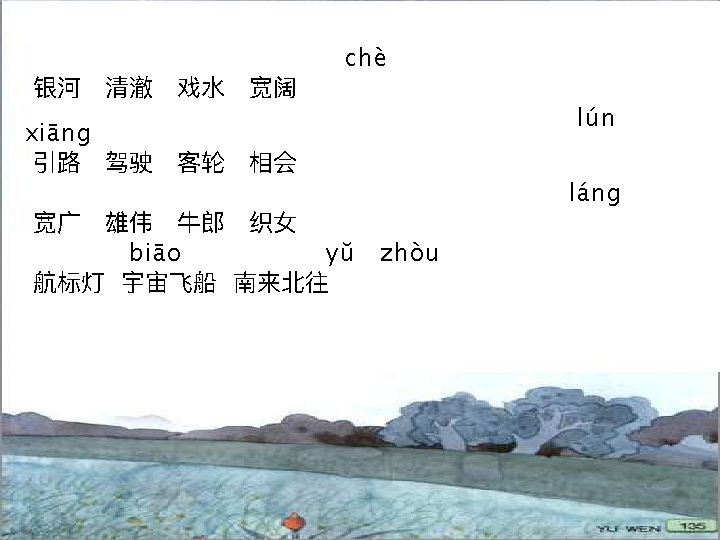 chè
银河 清澈 戏水 宽阔
lún
xiāng
引路 驾驶 客轮 相会
láng
宽广 雄伟 牛郎 织女
biāo yǔ zhòu
航标灯 宇宙飞船 南来北往
YU WEN 135